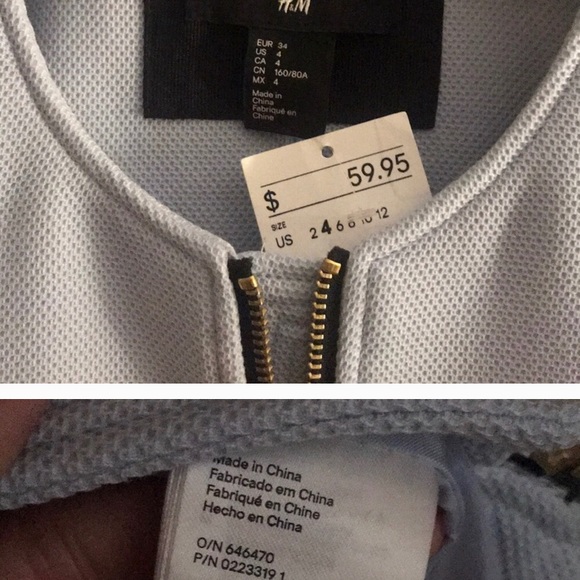 H&M
EUR 34
US 4
CA 4
CN 160/80A
MX 4
Made in
China
Fabriqué en
Chine
$ 59.95
SIZE
US 2 4 6 8 10 12
Made in China
Fabricado em China
Fabriqué en Chine
Hecho en China
O/N 646470
P/N 0223319 1